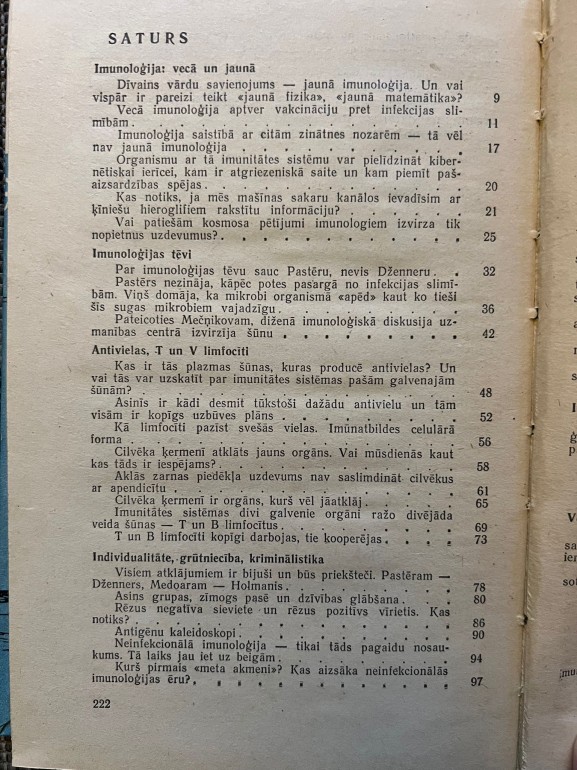 SATURS
Imunoloģija: vecā un jaunā
Dīvains vārdu savienojums — jaunā imunoloģija. Un vai
vispār ir pareizi teikt «jaunā fizika», «jaunā matemātika»? 9
Vecā imunoloģija aptver vakcināciju pret infekcijas sli-
mībām. . . . . . . . . . . . . 11
Imunoloģija saistībā ar citām zinātnes nozarēm — tā vēl
nav jaunā imunoloģija . . . . . . . . . 17
Organismu ar tā imunitātes sistēmu var pielīdzināt kiber-
nētiskai ierīcei, kam ir atgriezeniskā saite un kam piemīt paš-
aizsardzības spējas. . . . . . . . . . . 20
Kas notiks, ja mēs mašīnas sakaru kanālos ievadīsim ar
ķīniešu hieroglifiem rakstītu informāciju? . . . . 21
Vai patiešām kosmosa pētījumi imunologiem izvirza tik
nopietnus uzdevumus? . . . . . . . . . 25
Imunoloģijas tēvi
Par imunoloģijas tēvu sauc Pastēru, nevis Dženneru . . 32
Pastērs nezināja, kāpēc potes pasargā no infekcijas slimī-
bām. Viņš domāja, ka mikrobi organismā «apēd» kaut ko tieši
šīs sugas mikrobiem vajadzīgu. . . . . . . . 36
Pateicoties Mečņikovam, diženā imunoloģiskā diskusija uz-
manības centrā izvirzīja šūnu . . . . . . . 42
Antivielas, T un V limfocīti
Kas ir tās plazmas šūnas, kuras producē antivielas? Un
vai tās var uzskatīt par imunitātes sistēmas pašām galvenajām
šūnām? . . . . . . . . . . . . . 48
Asinīs ir kādi desmit tūkstoši dažādu antivielu un tām
visām ir kopīgs uzbūves plāns . . . . . . . 52
Kā limfocīti pazīst svešās vielas. Imūnatbildes celulārā
forma . . . . . . . . . . . . . 56
Cilvēka ķermenī atklāts jauns orgāns. Vai mūsdienās kaut
kas tāds ir iespējams? . . . . . . . . . 58
Aklās zarnas piedēkļa uzdevums nav saslimdināt cilvēkus
ar apendicītu . . . . . . . . . . . 61
Cilvēka ķermenī ir orgāns, kurš vēl jāatklāj . . . . 65
Imunitātes sistēmas divi galvenie orgāni ražo divējāda
veida šūnas — T un B limfocītus . . . . . . 69
T un B limfocīti kopīgi darbojas, tie kooperējas. . . . 73
Individualitāte, grūtniecība, kriminālistika
Visiem atklājumiem ir bijuši un būs priekšteči. Pastēram —
Dženners, Medoaram — Holmanis. . . . . . . 78
Asins grupas, zīmogs pasē un dzīvības glābšana. . . 80
Rēzus negatīva sieviete un rēzus pozitīvs vīrietis. Kas
notiks? . . . . . . . . . . . . . 86
Antigēnu kaleidoskopi. . . . . . . . . . 90
Neinfekcionālā imunoloģija — tikai tāds pagaidu nosau-
kums. Tā laiks jau iet uz beigām . . . . . . 94
Kurš pirmais «meta akmeni»? Kas aizsāka neinfekcionālās
imunoloģijas ēru? . . . . . . . . . . 97
222